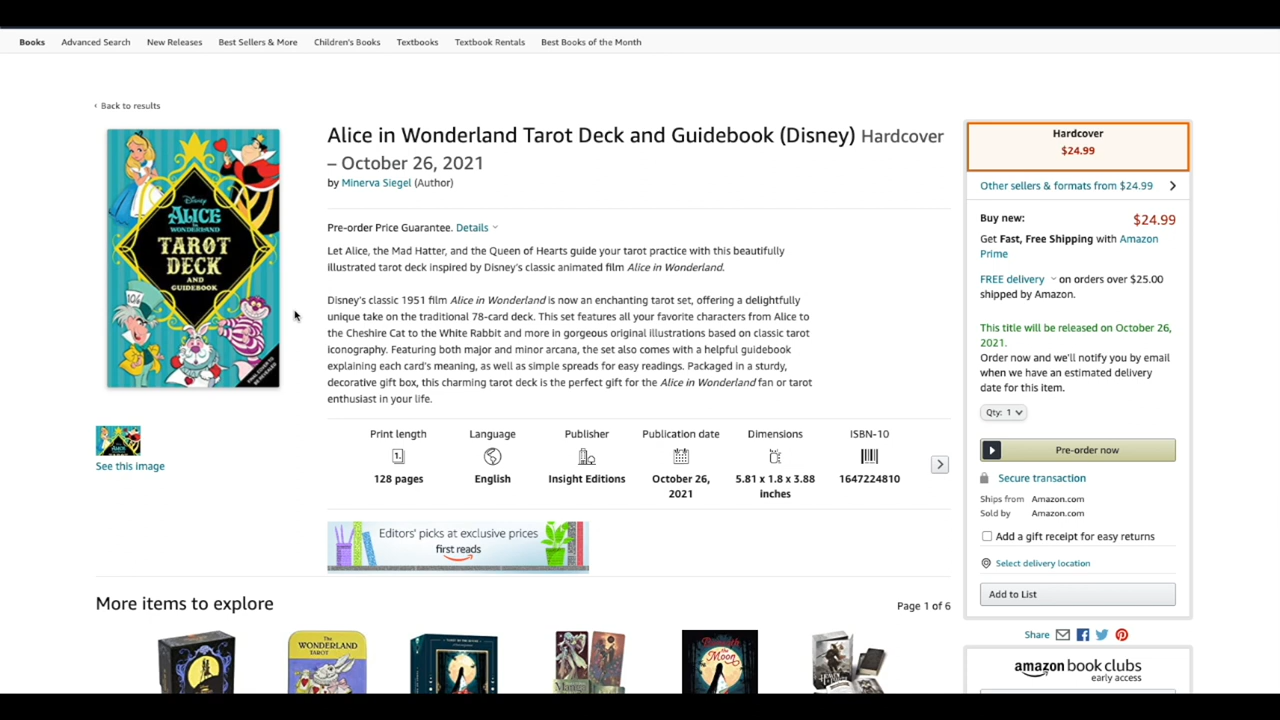 Books Advanced Search New Releases Best Sellers & More Children's Books Textbooks Textbook Rentals Best Books of the Month
‹ Back to results
Disney
ALICE
IN
WONDERLAND
TAROT
DECK
AND
GUIDEBOOK
See this image
Alice in Wonderland Tarot Deck and Guidebook (Disney) Hardcover
– October 26, 2021
by Minerva Siegel (Author)
Pre-order Price Guarantee. Details
Let Alice, the Mad Hatter, and the Queen of Hearts guide your tarot practice with this beautifully
illustrated tarot deck inspired by Disney's classic animated film Alice in Wonderland.
Disney's classic 1951 film Alice in Wonderland is now an enchanting tarot set, offering a delightfully
unique take on the traditional 78-card deck. This set features all your favorite characters from Alice to
the Cheshire Cat to the White Rabbit and more in gorgeous original illustrations based on classic tarot
iconography. Featuring both major and minor arcana, the set also comes with a helpful guidebook
explaining each card's meaning, as well as simple spreads for easy readings. Packaged in a sturdy,
decorative gift box, this charming tarot deck is the perfect gift for the Alice in Wonderland fan or tarot
enthusiast in your life.
Print length Language Publisher Publication date Dimensions ISBN-10
128 pages English Insight Editions October 26, 5.81 x 1.8 x 3.88 1647224810
2021 inches
Editors' picks at exclusive prices
first reads
Hardcover
$24.99
Other sellers & formats from $24.99
Buy new: $24.99
Get Fast, Free Shipping with Amazon
Prime
FREE delivery on orders over $25.00
shipped by Amazon.
This title will be released on October 26,
2021.
Order now and we'll notify you by email
when we have an estimated delivery
date for this item.
Qty: 1
Pre-order now
Secure transaction
Ships from Amazon.com
Sold by Amazon.com
Add a gift receipt for easy returns
Select delivery location
Add to List
Share
amazon book clubs
early access
More items to explore Page 1 of 6
The
WONDERLAND
TAROT